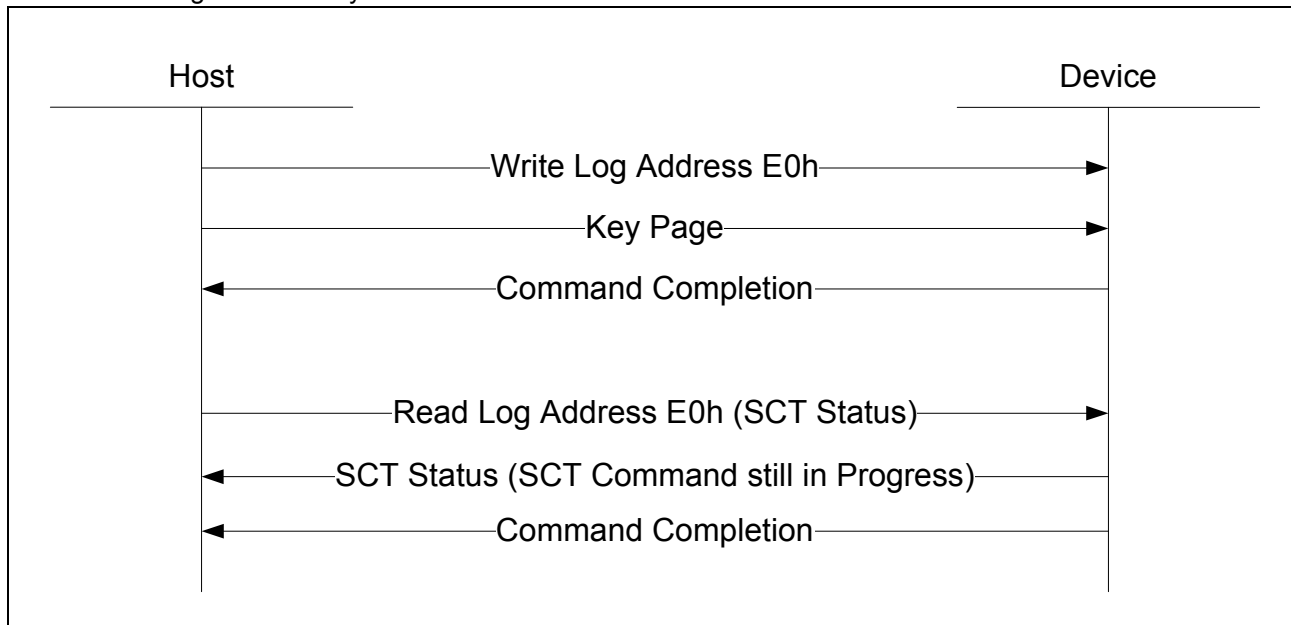 Host
Device
Write Log Address E0h
Key Page
Command Completion
Read Log Address E0h (SCT Status)
SCT Status (SCT Command still in Progress)
Command Completion